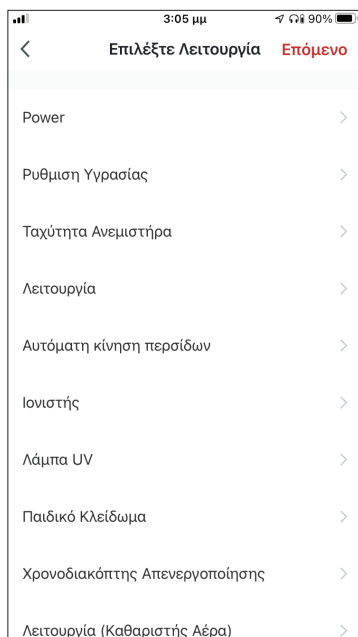 3:05 μμ
90%
Επιλέξτε Λειτουργία
Επόμενο
Power
Ρυθμιση Υγρασίας
Ταχύτητα Ανεμιστήρα
Λειτουργία
Αυτόματη κίνηση περσίδων
Ιονιστής
Λάμπα UV
Παιδικό Κλείδωμα
Χρονοδιακόπτης Απενεργοποίησης
Λειτουργία (Καθαριστής Αέρα)